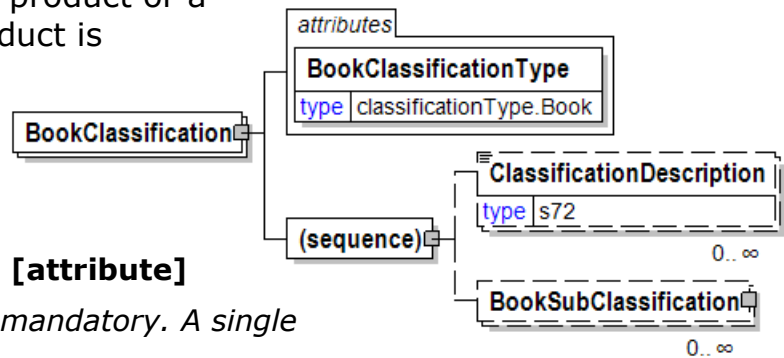 product or a
duct is
attributes
BookClassificationType
type classificationType.Book
BookClassification
ClassificationDescription
type s72
0.. ∞
(sequence)
[attribute]
BookSubClassification
mandatory. A single
0.. ∞